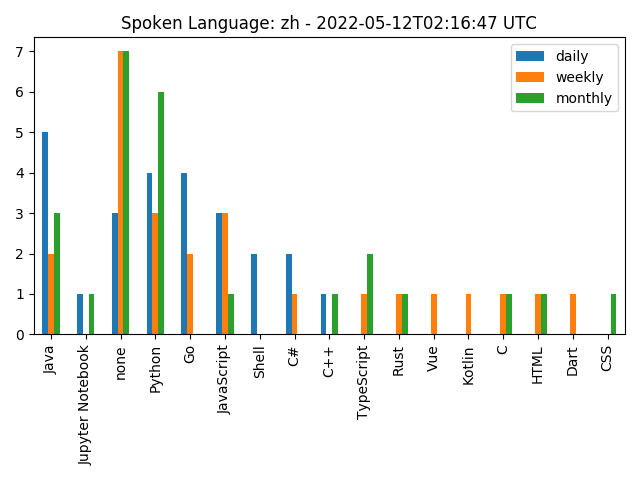 Spoken Language: zh - 2022-05-12T02:16:47 UTC
daily
weekly
monthly
7
6
5
4
3
2
1
0
Java
Jupyter Notebook
none
Python
Go
JavaScript
Shell
C#
C++
TypeScript
Rust
Vue
Kotlin
C
HTML
Dart
CSS